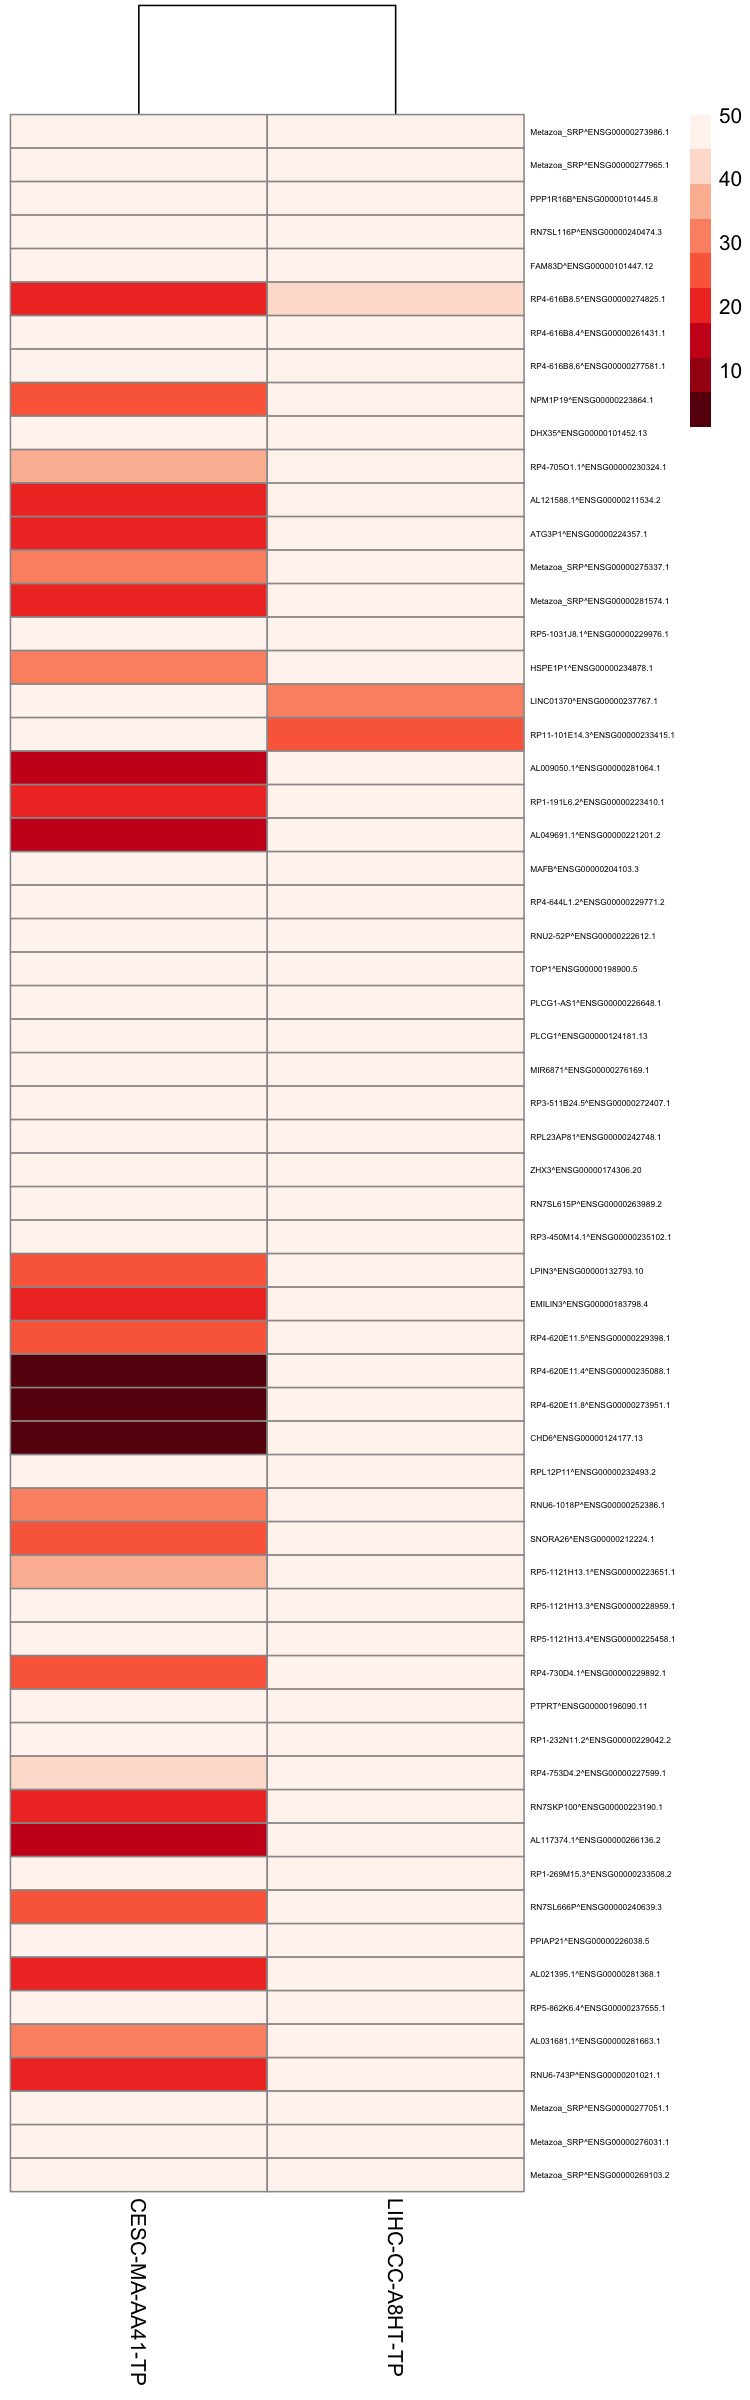 50
40
30
20
10
Metazoa_SRP^ENSG00000273986.1
Metazoa_SRP^ENSG00000277965.1
PPP1R16B^ENSG00000101445.8
RN7SL116P^ENSG00000240474.3
FAM83D^ENSG00000101447.12
RP4-616B8.5^ENSG00000274825.1
RP4-616B8.4^ENSG00000261431.1
RP4-616B8.6^ENSG00000277581.1
NPM1P19^ENSG00000223864.1
DHX35^ENSG00000101452.13
RP4-705O1.1^ENSG00000230324.1
AL121588.1^ENSG00000211534.2
ATG3P1^ENSG00000224357.1
Metazoa_SRP^ENSG00000275337.1
Metazoa_SRP^ENSG00000281574.1
RP5-1031J8.1^ENSG00000229976.1
HSPE1P1^ENSG00000234878.1
LINC01370^ENSG00000237767.1
RP11-101E14.3^ENSG00000233415.1
AL009050.1^ENSG00000281064.1
RP1-191L6.2^ENSG00000223410.1
AL049691.1^ENSG00000221201.2
MAFB^ENSG00000204103.3
RP4-644L1.2^ENSG00000229771.2
RNU2-52P^ENSG00000222612.1
TOP1^ENSG00000198900.5
PLCG1-AS1^ENSG00000226648.1
PLCG1^ENSG00000124181.13
MIR6871^ENSG00000276169.1
RP3-511B24.5^ENSG00000272407.1
RPL23AP81^ENSG00000242748.1
ZHX3^ENSG00000174306.20
RN7SL615P^ENSG00000263989.2
RP3-450M14.1^ENSG00000235102.1
LPIN3^ENSG00000132793.10
EMILIN3^ENSG00000183798.4
RP4-620E11.5^ENSG00000229398.1
RP4-620E11.4^ENSG00000235088.1
RP4-620E11.8^ENSG00000273951.1
CHD6^ENSG00000124177.13
RPL12P11^ENSG00000232493.2
RNU6-1018P^ENSG00000252386.1
SNORA26^ENSG00000212224.1
RP5-1121H13.1^ENSG00000223651.1
RP5-1121H13.3^ENSG00000228959.1
RP5-1121H13.4^ENSG00000225458.1
RP4-730D4.1^ENSG00000229892.1
PTPRT^ENSG00000196090.11
RP1-232N11.2^ENSG00000229042.2
RP4-753D4.2^ENSG00000227599.1
RN7SKP100^ENSG00000223190.1
AL117374.1^ENSG00000266136.2
RP1-269M15.3^ENSG00000233508.2
RN7SL666P^ENSG00000240639.3
PPIAP21^ENSG00000226038.5
AL021395.1^ENSG00000281368.1
RP5-862K6.4^ENSG00000237555.1
AL031681.1^ENSG00000281663.1
RNU6-743P^ENSG00000201021.1
Metazoa_SRP^ENSG00000277051.1
Metazoa_SRP^ENSG00000276031.1
Metazoa_SRP^ENSG00000269103.2
CESC-MA-AA41-TP
LIHC-CC-A8HT-TP